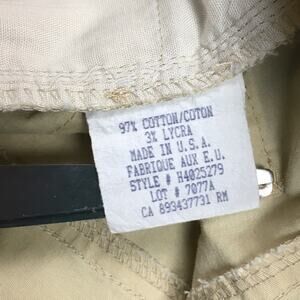 97% COTTON/COTON
3% LYCRA
MADE IN U.S.A.
FABRIQUE AUX E.U.
STYLE # H4025279
LOT # 7077A
CA 893437731 RM